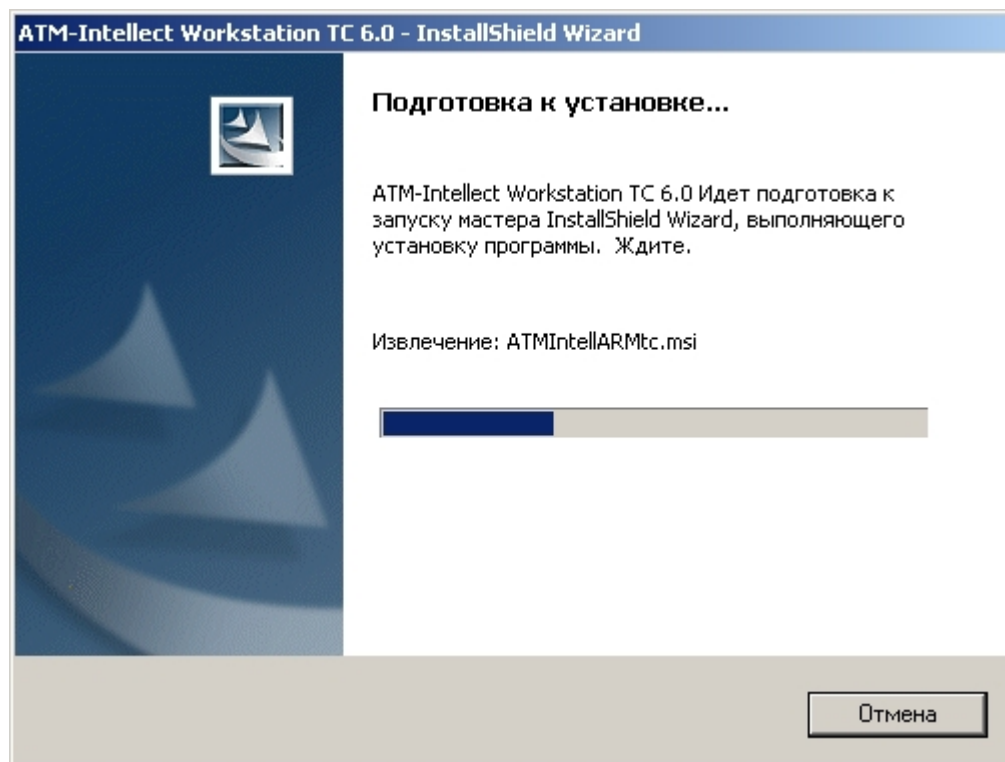 ATM-Intellect Workstation TC 6.0 - InstallShield Wizard
Подготовка к установке...
ATM-Intellect Workstation TC 6.0 Идет подготовка к
запуску мастера InstallShield Wizard, выполняющего
установку программы.  Ждите.
Извлечение: ATMIntellARMtc.msi
Отмена